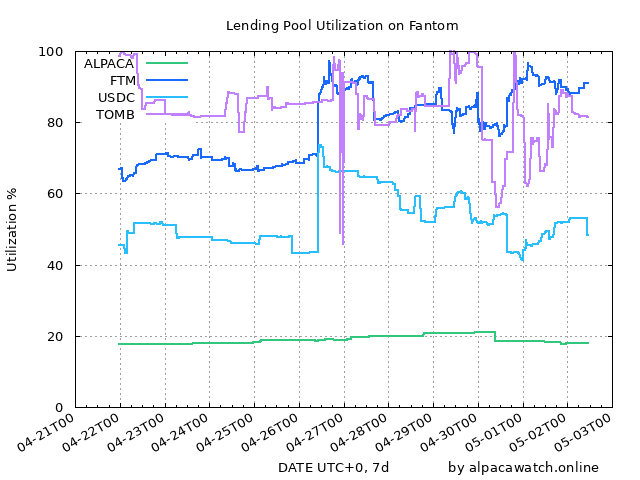 Lending Pool Utilization on Fantom
100
80
60
40
20
0
Utilization %
ALPACA
FTM
USDC
TOMB
04-21T00
04-22T00
04-23T00
04-24T00
04-25T00
04-26T00
04-27T00
04-28T00
04-29T00
04-30T00
05-01T00
05-02T00
05-03T00
DATE UTC+0, 7d
by alpacawatch.online